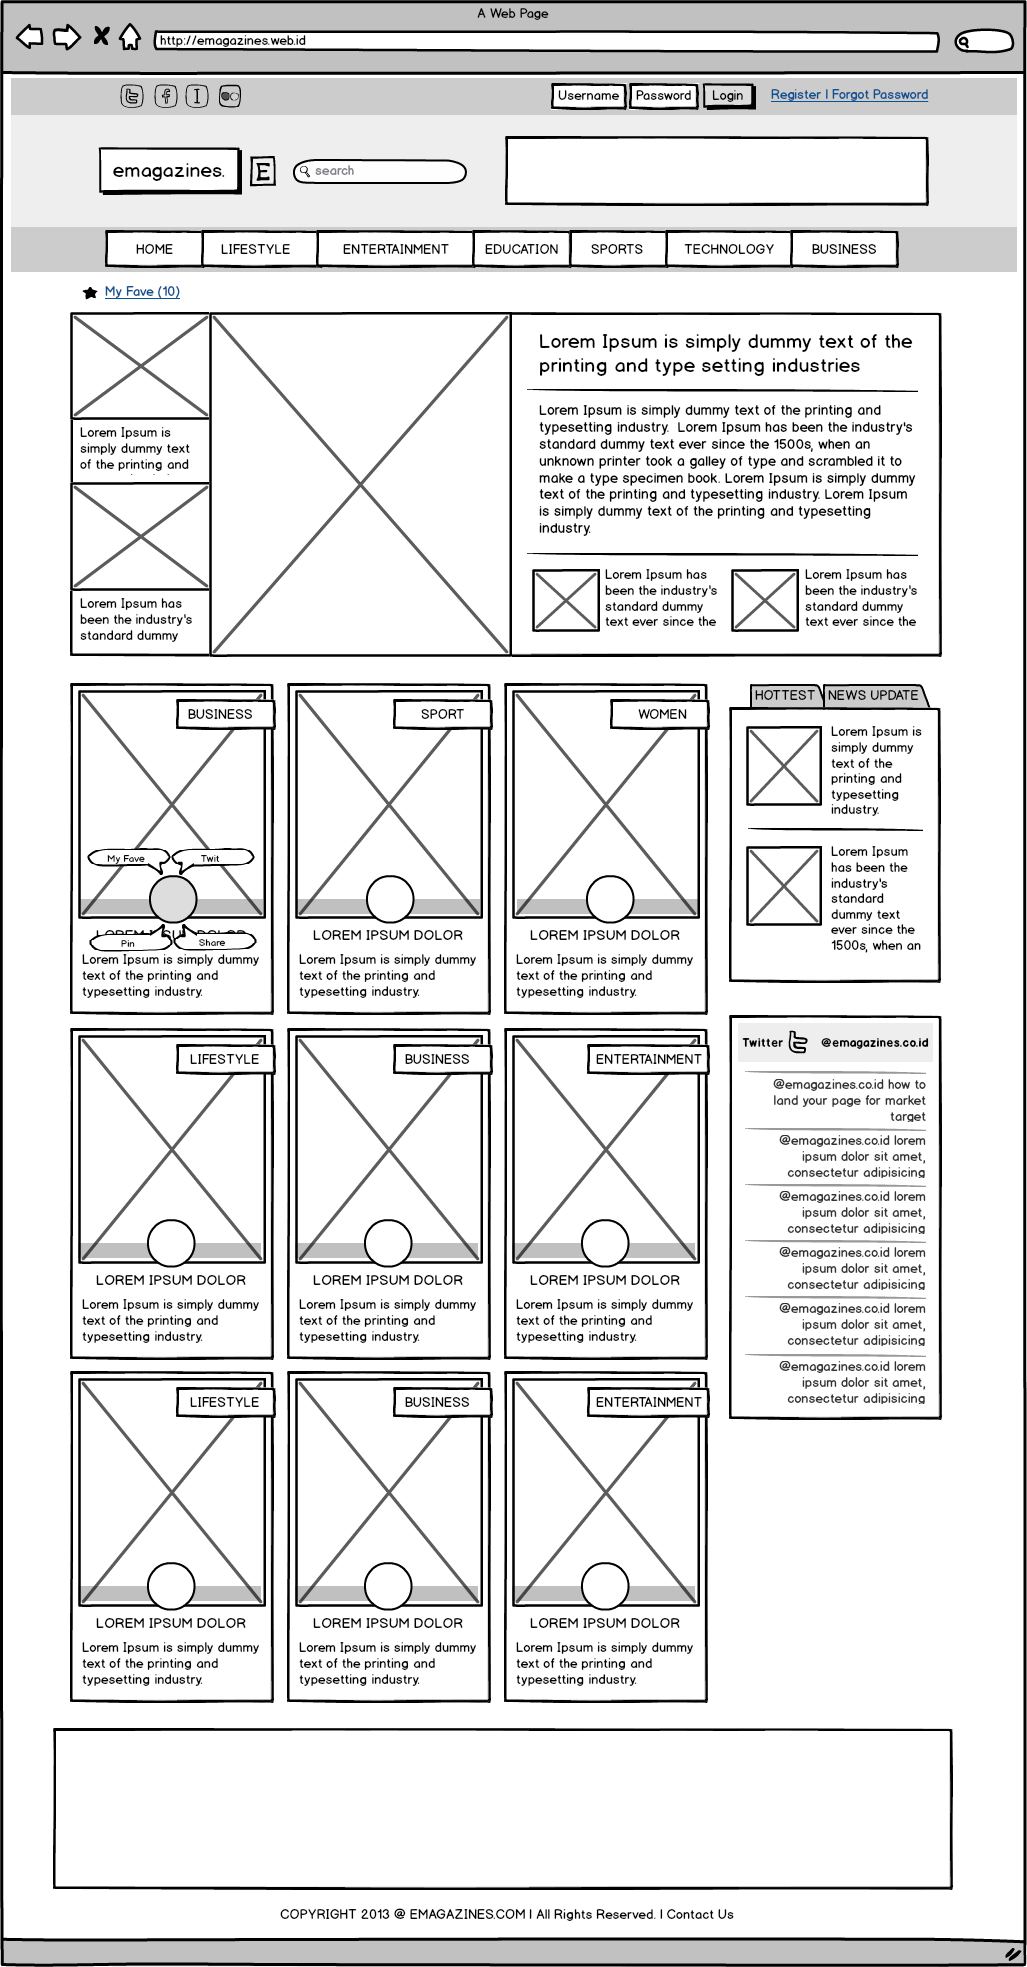 A Web Page
http://emagazines.web.id
Username
Password
Login
Register | Forgot Password
emagazines.
E
search
HOME
LIFESTYLE
ENTERTAINMENT
EDUCATION
SPORTS
TECHNOLOGY
BUSINESS
My Fave (10)
Lorem Ipsum is
simply dummy text
of the printing and
Lorem Ipsum has
been the industry's
standard dummy
Lorem Ipsum is simply dummy text of the
printing and type setting industries
Lorem Ipsum is simply dummy text of the printing and
typesetting industry. Lorem Ipsum has been the industry's
standard dummy text ever since the 1500s, when an
unknown printer took a galley of type and scrambled it to
make a type specimen book. Lorem Ipsum is simply dummy
text of the printing and typesetting industry. Lorem Ipsum
is simply dummy text of the printing and typesetting
industry.
Lorem Ipsum has
been the industry's
standard dummy
text ever since the
Lorem Ipsum has
been the industry's
standard dummy
text ever since the
BUSINESS
My Fave
Twit
Pin
Share
Lorem Ipsum is simply dummy
text of the printing and
typesetting industry.
SPORT
LOREM IPSUM DOLOR
Lorem Ipsum is simply dummy
text of the printing and
typesetting industry.
WOMEN
LOREM IPSUM DOLOR
Lorem Ipsum is simply dummy
text of the printing and
typesetting industry.
HOTTEST
NEWS UPDATE
Lorem Ipsum is
simply dummy
text of the
printing and
typesetting
industry.
Lorem Ipsum
has been the
industry's
standard
dummy text
ever since the
1500s, when an
LIFESTYLE
LOREM IPSUM DOLOR
Lorem Ipsum is simply dummy
text of the printing and
typesetting industry.
BUSINESS
LOREM IPSUM DOLOR
Lorem Ipsum is simply dummy
text of the printing and
typesetting industry.
ENTERTAINMENT
LOREM IPSUM DOLOR
Lorem Ipsum is simply dummy
text of the printing and
typesetting industry.
Twitter @emagazines.co.id
@emagazines.co.id how to
land your page for market
target
@emagazines.co.id lorem
ipsum dolor sit amet,
consectetur adipisicing
@emagazines.co.id lorem
ipsum dolor sit amet,
consectetur adipisicing
@emagazines.co.id lorem
ipsum dolor sit amet,
consectetur adipisicing
@emagazines.co.id lorem
ipsum dolor sit amet,
consectetur adipisicing
@emagazines.co.id lorem
ipsum dolor sit amet,
consectetur adipisicing
LIFESTYLE
LOREM IPSUM DOLOR
Lorem Ipsum is simply dummy
text of the printing and
typesetting industry.
BUSINESS
LOREM IPSUM DOLOR
Lorem Ipsum is simply dummy
text of the printing and
typesetting industry.
ENTERTAINMENT
LOREM IPSUM DOLOR
Lorem Ipsum is simply dummy
text of the printing and
typesetting industry.
COPYRIGHT 2013 @ EMAGAZINES.COM | All Rights Reserved. | Contact Us